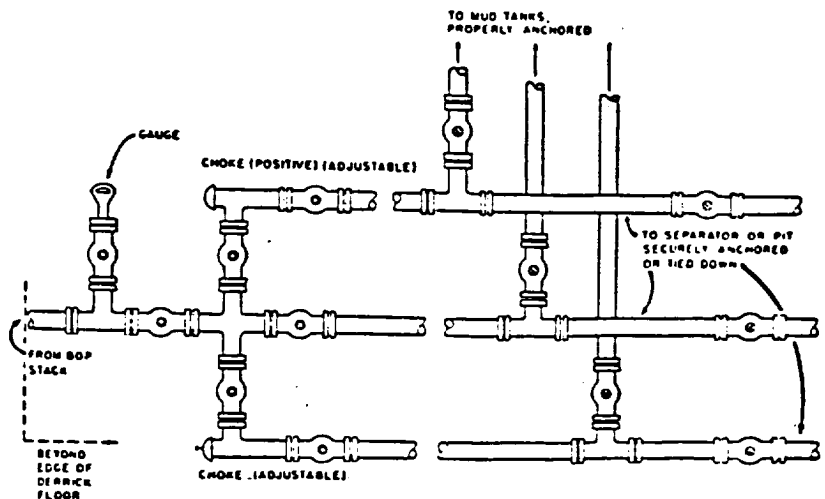 TO MUD TANKS,
PROPERLY ANCHORED
GAUGE
CHOKE (POSITIVE) (ADJUSTABLE)
TO SEPARATOR OR PIT
SECURELY ANCHORED
OR TIED DOWN
FROM BOP
STACK
BEYOND
EDGE OF
DERRICK
FLOOR
CHOKE (ADJUSTABLE)